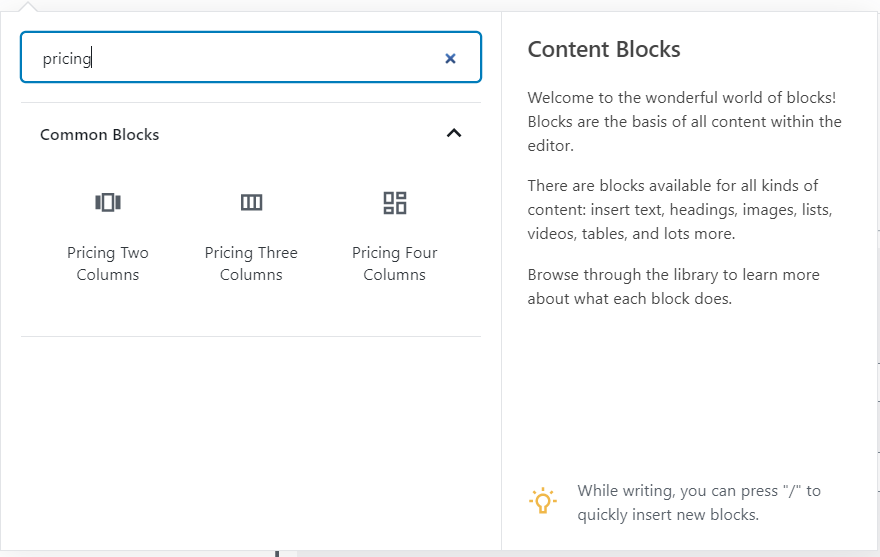 pricing
Common Blocks
Pricing Two
Columns
Pricing Three
Columns
Pricing Four
Columns
Content Blocks
Welcome to the wonderful world of blocks!
Blocks are the basis of all content within the
editor.
There are blocks available for all kinds of
content: insert text, headings, images, lists,
videos, tables, and lots more.
Browse through the library to learn more
about what each block does.
While writing, you can press "/" to
quickly insert new blocks.